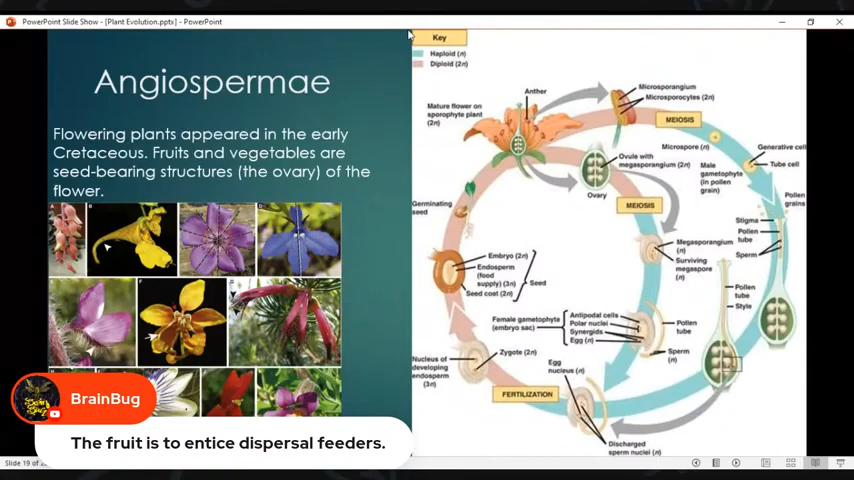 PowerPoint Slide Show - [Plant Evolution.pptx] - PowerPoint
Angiospermae
Flowering plants appeared in the early
Cretaceous. Fruits and vegetables are
seed-bearing structures (the ovary) of the
flower.
A
B
D
E
F
Key
Haploid (n)
Diploid (2n)
Anther
Mature flower on
sporophyte plant
(2n)
Microsporangium
Microsporocytes (2n)
MEIOSIS
Microspore (n)
Generative cell
Tube cell
Male
gametophyte
(in pollen
grain)
Ovule with
megasporangium (2n)
Ovary
MEIOSIS
Pollen
grains
Stigma
Pollen
tube
Sperm
Megasporangium
(n)
Surviving
megaspore
(n)
Pollen
tube
Style
Germinating
seed
Embryo (2n)
Endosperm
(food
supply) (3n)
Seed coat (2n)
Seed
Female gametophyte
(embryo sac)
Antipodal cells
Polar nuclei
Synergids
Egg (n)
Pollen
tube
Sperm
(n)
Zygote (2n)
Nucleus of
developing
endosperm
(3n)
Egg
nucleus (n)
FERTILIZATION
Discharged
sperm nuclei (n)
BrainBug
The fruit is to entice dispersal feeders.
Slide 19 of